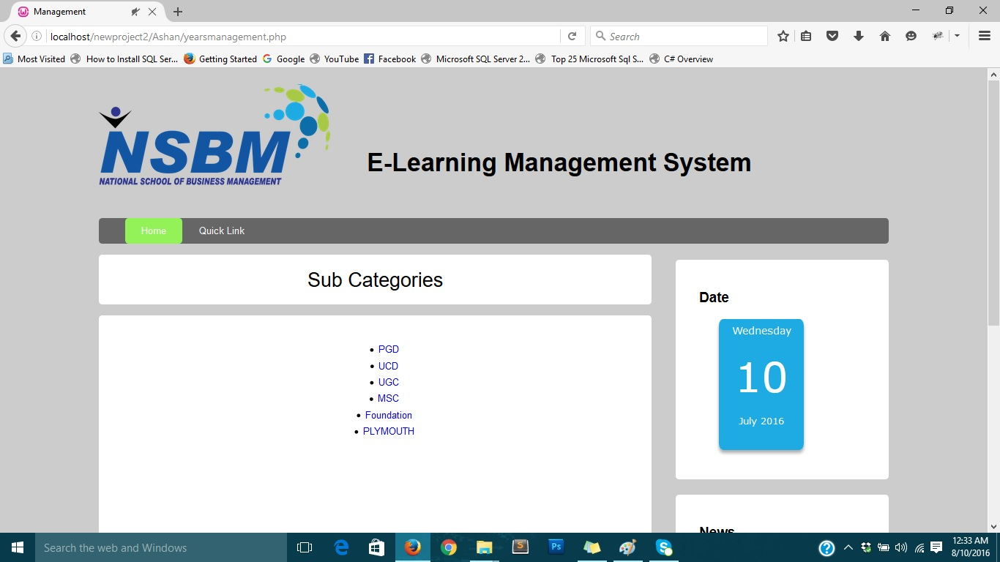 Management
localhost/newproject2/Ashan/yearsmanagement.php
Search
Most Visited How to Install SQL Ser... Getting Started Google YouTube Facebook Microsoft SQL Server 2... Top 25 Microsoft Sql S... C# Overview
NSBM
NATIONAL SCHOOL OF BUSINESS MANAGEMENT
E-Learning Management System
Home Quick Link
Sub Categories
• PGD
• UCD
• UGC
• MSC
• Foundation
• PLYMOUTH
Date
Wednesday
10
July 2016
News
Search the web and Windows
12:33 AM
8/10/2016